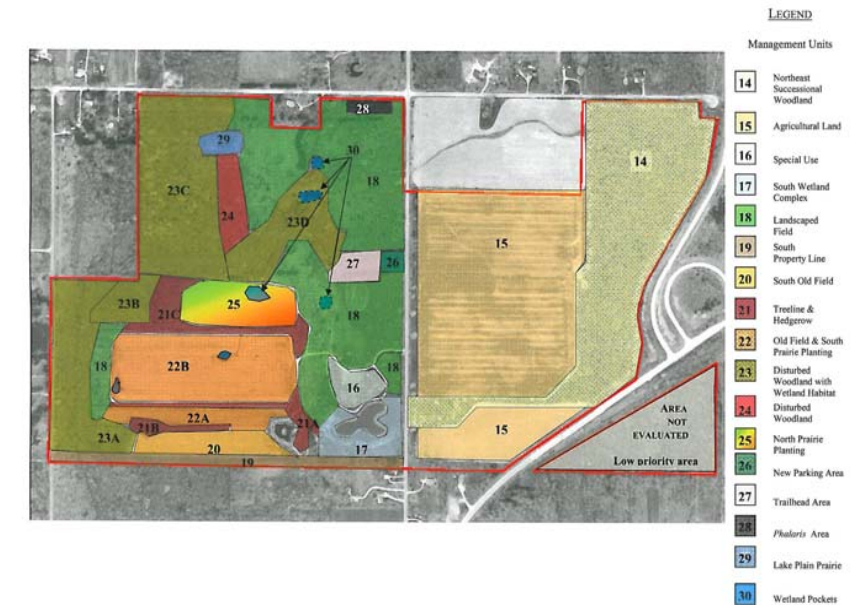 LEGEND
Management Units
14 Northeast
Successional
Woodland
15 Agricultural Land
16 Special Use
17 South Wetland
Complex
18 Landscaped
Field
19 South
Property Line
20 South Old Field
21 Treeline &
Hedgerow
22 Old Field & South
Prairie Planting
23 Disturbed
Woodland with
Wetland Habitat
24 Disturbed
Woodland
25 North Prairie
Planting
26 New Parking Area
27 Trailhead Area
28 Phalaris Area
29 Lake Plain Prairie
30 Wetland Pockets
28
29
30
14
23C
18
24
23D
15
27
26
23B
21C
25
18
22B
18
18
16
22A
21B
21A
23A
20
17
15
19
AREA
NOT
EVALUATED
Low priority area